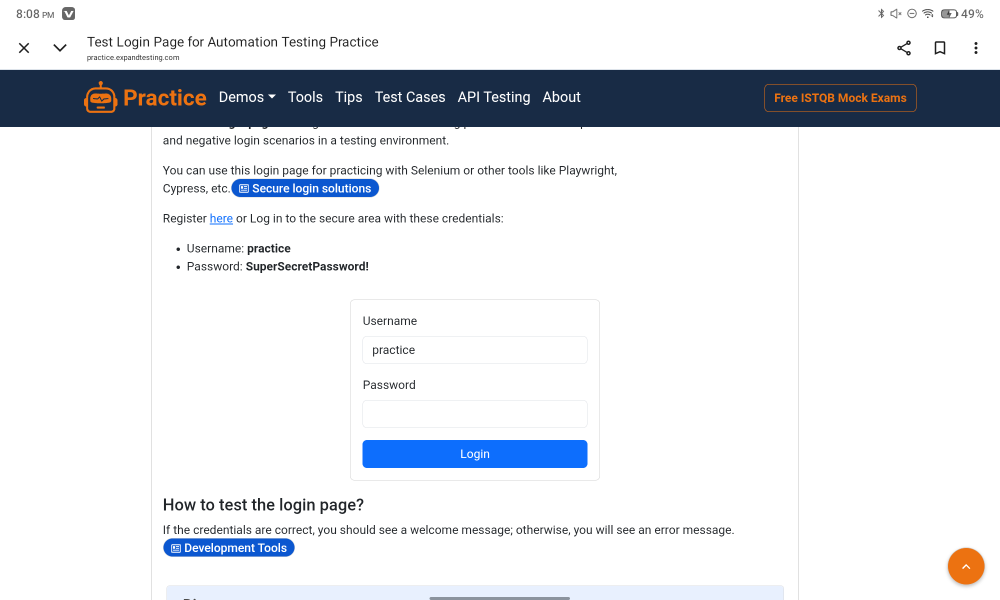 8:08 PM
49%
Test Login Page for Automation Testing Practice
practice.expandtesting.com
Practice Demos Tools Tips Test Cases API Testing About Free ISTQB Mock Exams
and negative login scenarios in a testing environment.
You can use this login page for practicing with Selenium or other tools like Playwright,
Cypress, etc. Secure login solutions
Register here or Log in to the secure area with these credentials:
• Username: practice
• Password: SuperSecretPassword!
Username
practice
Password
Login
How to test the login page?
If the credentials are correct, you should see a welcome message; otherwise, you will see an error message.
Development Tools